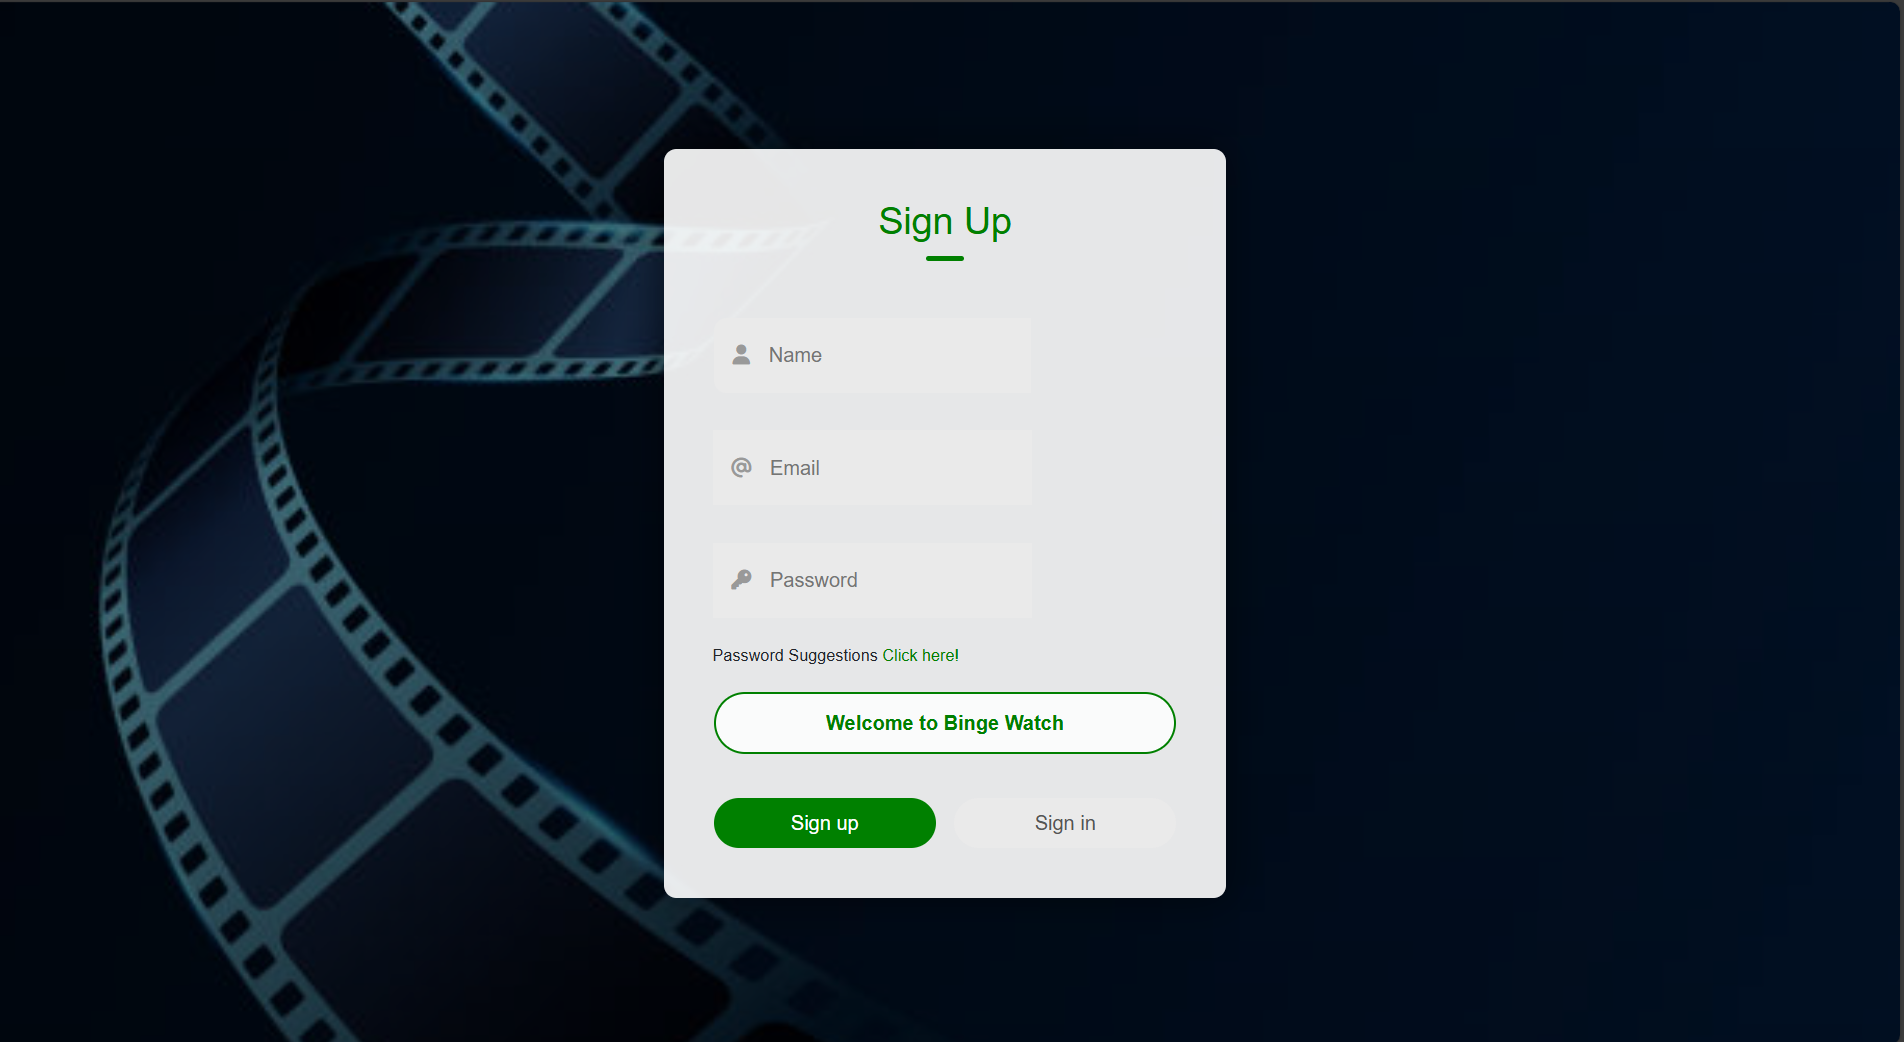 Sign Up
Name
Email
Password
Password Suggestions Click here!
Welcome to Binge Watch
Sign up
Sign in